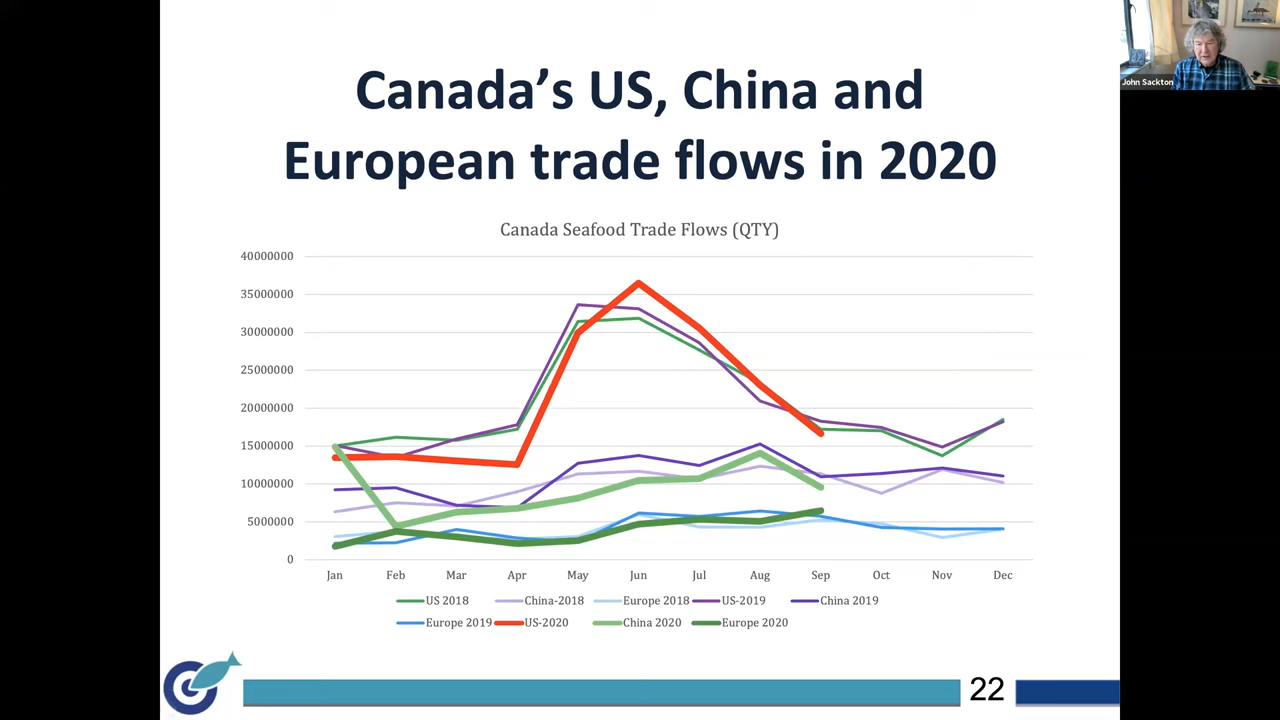 Canada's US, China and
European trade flows in 2020
John Sackton
Canada Seafood Trade Flows (QTY)
40000000
35000000
30000000
25000000
20000000
15000000
10000000
5000000
0
Jan Feb Mar Apr May Jun Jul Aug Sep Oct Nov Dec
US 2018 China-2018 Europe 2018 US-2019 China 2019
Europe 2019 US-2020 China 2020 Europe 2020
22